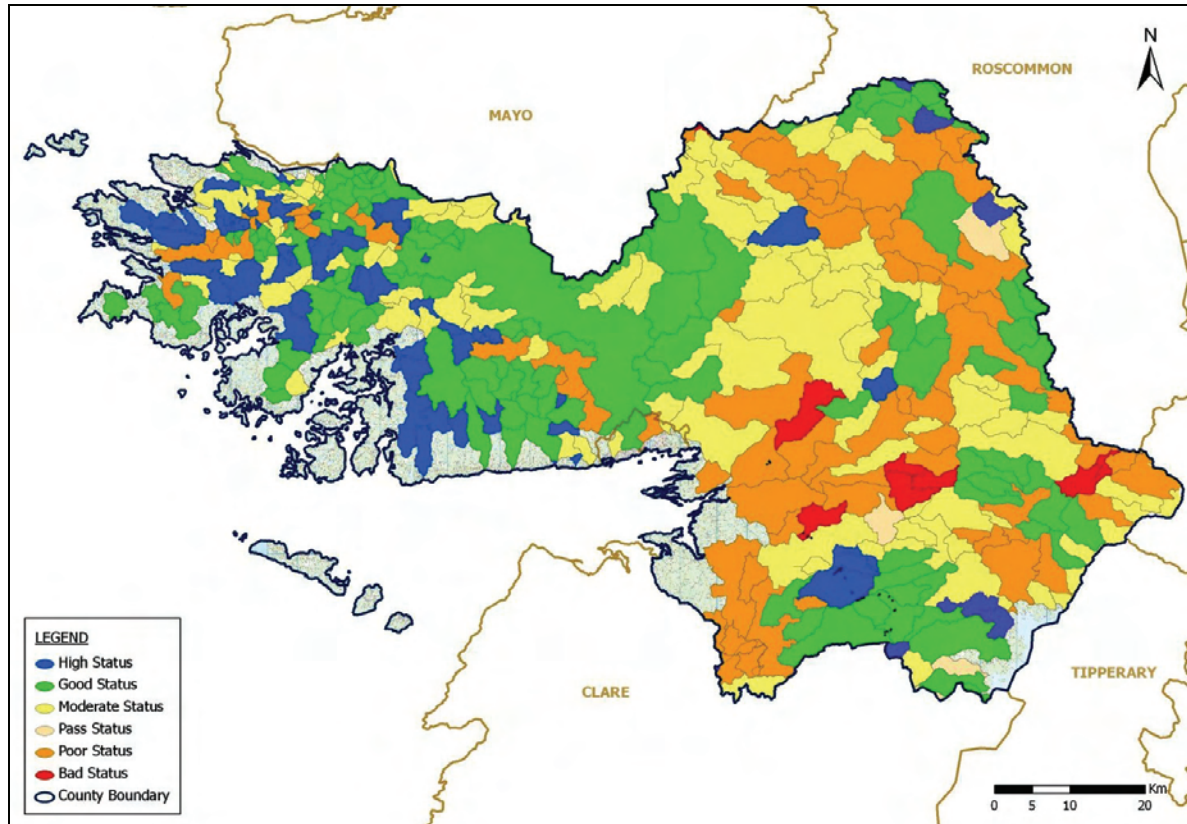 N
ROSCOMMON
MAYO
LEGEND
High Status
Good Status
Moderate Status
Pass Status
Poor Status
Bad Status
County Boundary
CLARE
TIPPERARY
Km
0 5 10 20